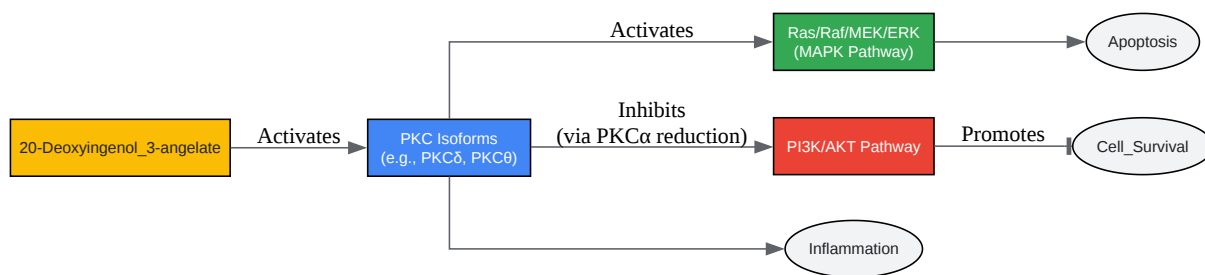 20-Deoxyingenol_3-angelate
Activates
PKC Isoforms
(e.g., PKCδ, PKCθ)
Activates
Ras/Raf/MEK/ERK
(MAPK Pathway)
Apoptosis
Inhibits
(via PKCα reduction)
PI3K/AKT Pathway
Promotes
Cell_Survival
Inflammation